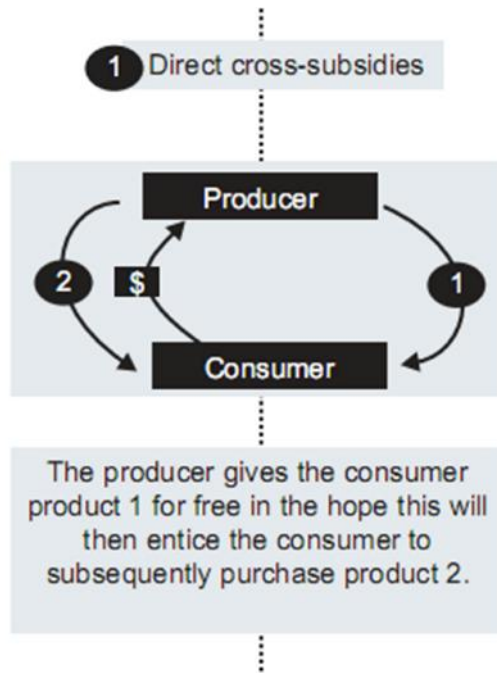 1 Direct cross-subsidies
Producer
2 $ 1
Consumer
The producer gives the consumer
product 1 for free in the hope this will
then entice the consumer to
subsequently purchase product 2.